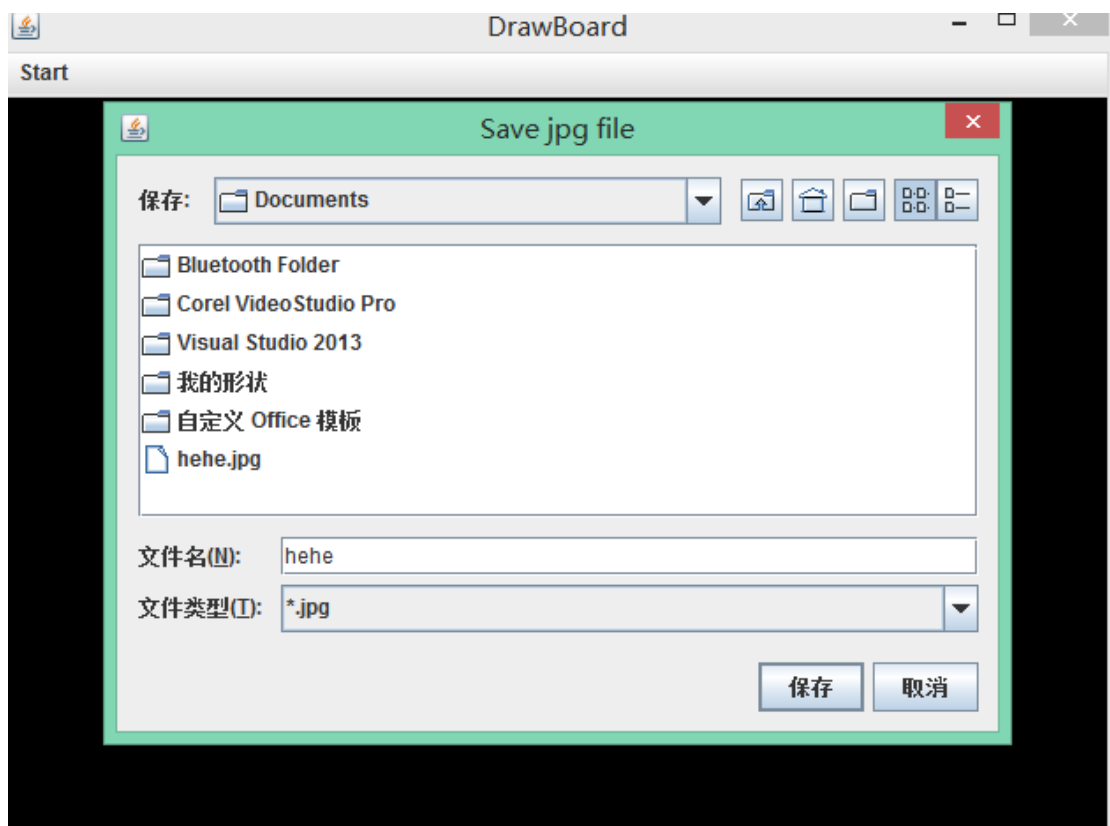 DrawBoard
Start
Save jpg file
保存: Documents
Bluetooth Folder
Corel VideoStudio Pro
Visual Studio 2013
我的形状
自定义 Office 模板
hehe.jpg
文件名(N): hehe
文件类型(T): *.jpg
保存 取消